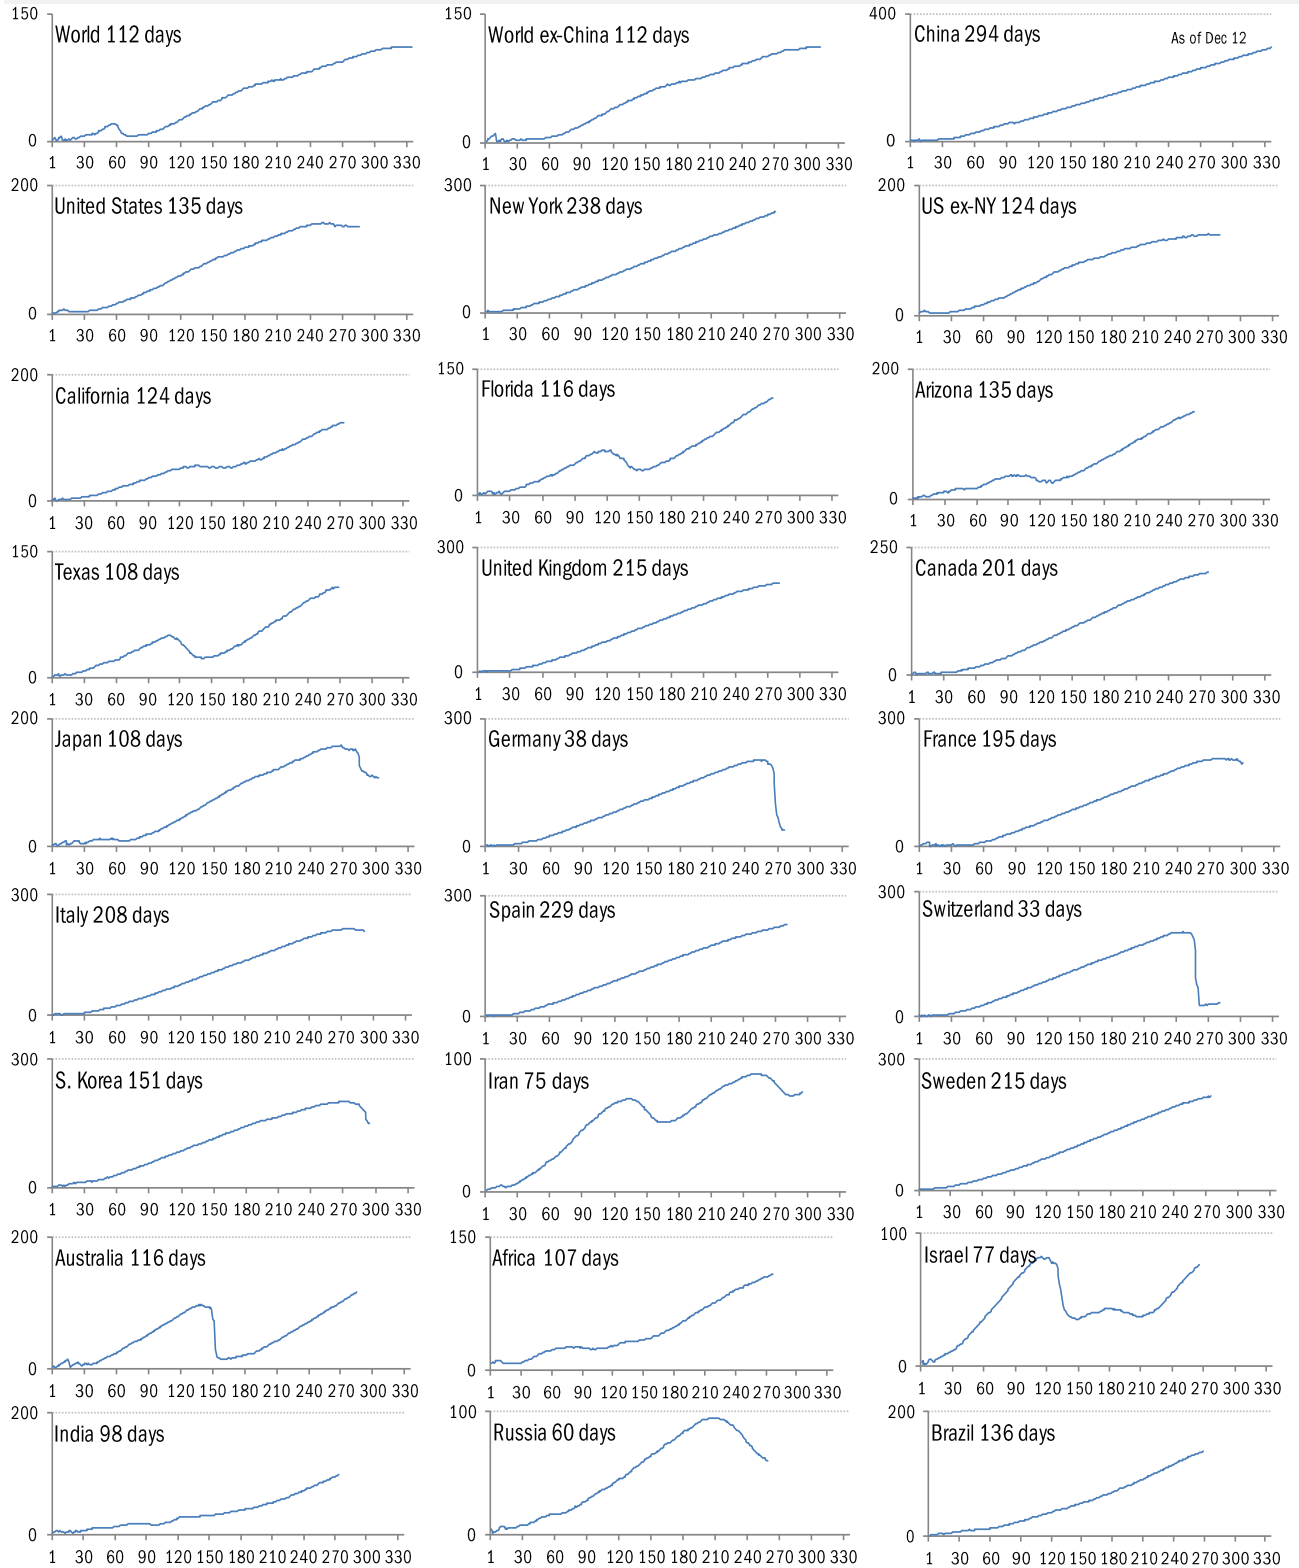 150
World 112 days
0
1 30 60 90 120 150 180 210 240 270 300 330
150
World ex-China 112 days
0
1 30 60 90 120 150 180 210 240 270 300 330
400
China 294 days
As of Dec 12
0
1 30 60 90 120 150 180 210 240 270 300 330
200
United States 135 days
0
1 30 60 90 120 150 180 210 240 270 300 330
300
New York 238 days
0
1 30 60 90 120 150 180 210 240 270 300 330
200
US ex-NY 124 days
0
1 30 60 90 120 150 180 210 240 270 300 330
200
California 124 days
0
1 30 60 90 120 150 180 210 240 270 300 330
150
Florida 116 days
0
1 30 60 90 120 150 180 210 240 270 300 330
200
Arizona 135 days
0
1 30 60 90 120 150 180 210 240 270 300 330
150
Texas 108 days
0
1 30 60 90 120 150 180 210 240 270 300 330
300
United Kingdom 215 days
0
1 30 60 90 120 150 180 210 240 270 300 330
250
Canada 201 days
0
1 30 60 90 120 150 180 210 240 270 300 330
200
Japan 108 days
0
1 30 60 90 120 150 180 210 240 270 300 330
300
Germany 38 days
0
1 30 60 90 120 150 180 210 240 270 300 330
300
France 195 days
0
1 30 60 90 120 150 180 210 240 270 300 330
300
Italy 208 days
0
1 30 60 90 120 150 180 210 240 270 300 330
300
Spain 229 days
0
1 30 60 90 120 150 180 210 240 270 300 330
300
Switzerland 33 days
0
1 30 60 90 120 150 180 210 240 270 300 330
300
S. Korea 151 days
0
1 30 60 90 120 150 180 210 240 270 300 330
100
Iran 75 days
0
1 30 60 90 120 150 180 210 240 270 300 330
300
Sweden 215 days
0
1 30 60 90 120 150 180 210 240 270 300 330
200
Australia 116 days
0
1 30 60 90 120 150 180 210 240 270 300 330
150
Africa 107 days
0
1 30 60 90 120 150 180 210 240 270 300 330
100
Israel 77 days
0
1 30 60 90 120 150 180 210 240 270 300 330
200
India 98 days
0
1 30 60 90 120 150 180 210 240 270 300 330
100
Russia 60 days
0
1 30 60 90 120 150 180 210 240 270 300 330
200
Brazil 136 days
0
1 30 60 90 120 150 180 210 240 270 300 330